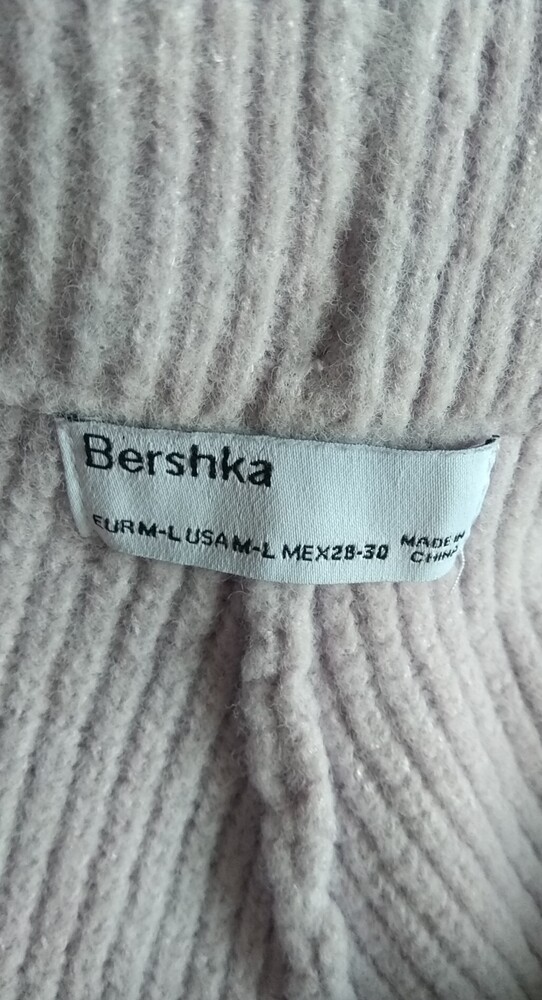 Bershka
EUR M-L USA M-L MEX 28-30 MADE IN
CHINA